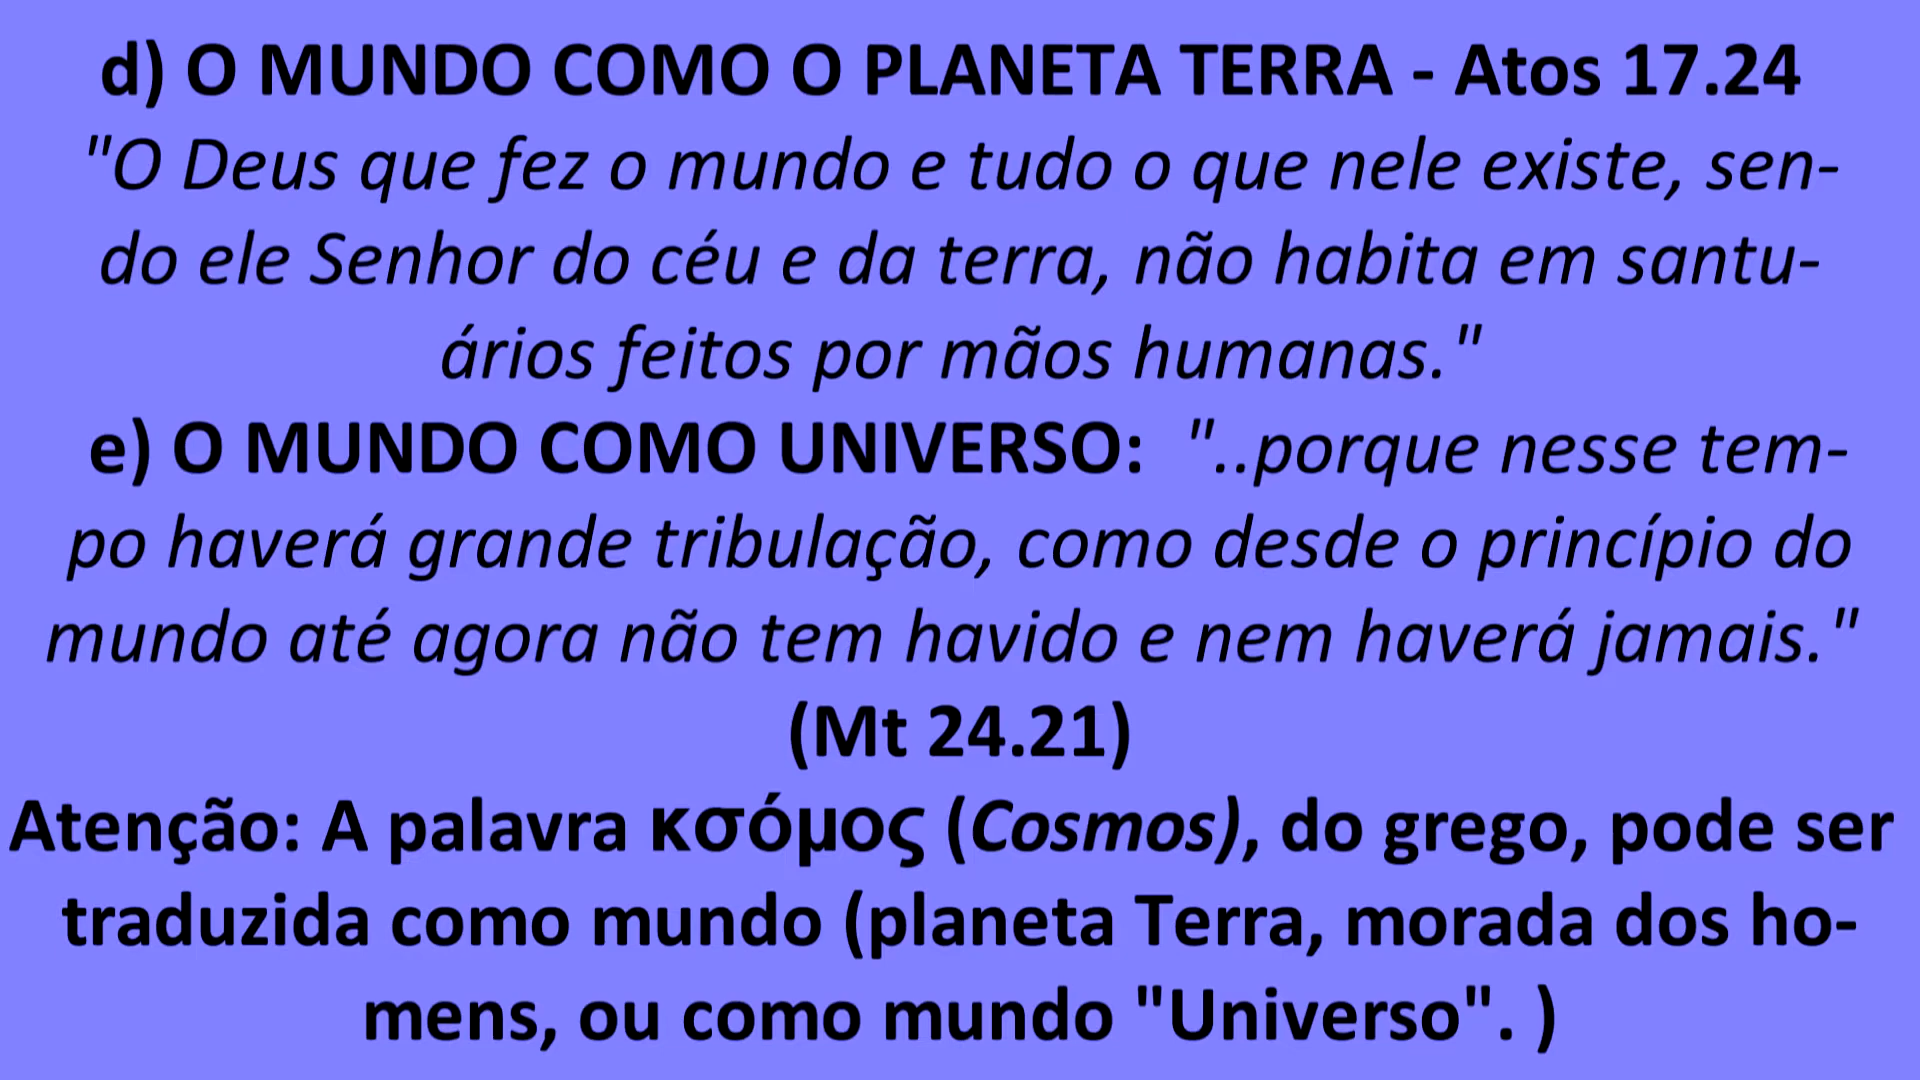 d) O MUNDO COMO O PLANETA TERRA - Atos 17.24
"O Deus que fez o mundo e tudo o que nele existe, sen-
do ele Senhor do céu e da terra, não habita em santu-
ários feitos por mãos humanas."
e) O MUNDO COMO UNIVERSO: "..porque nesse tem-
po haverá grande tribulação, como desde o princípio do
mundo até agora não tem havido e nem haverá jamais."
(Mt 24.21)
Atenção: A palavra κσόμος (Cosmos), do grego, pode ser
traduzida como mundo (planeta Terra, morada dos ho-
mens, ou como mundo "Universo". )